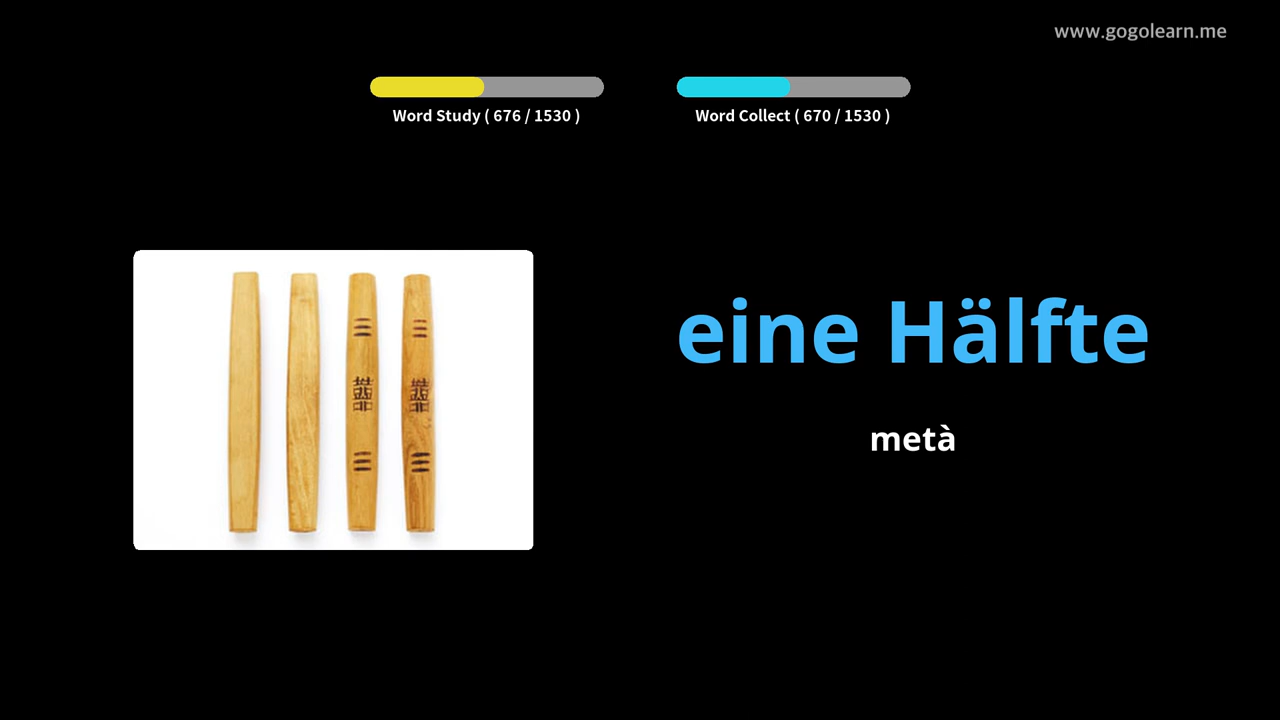 www.gogolearn.me
Word Study ( 676 / 1530 )
Word Collect ( 670 / 1530 )
eine Hälfte
metà